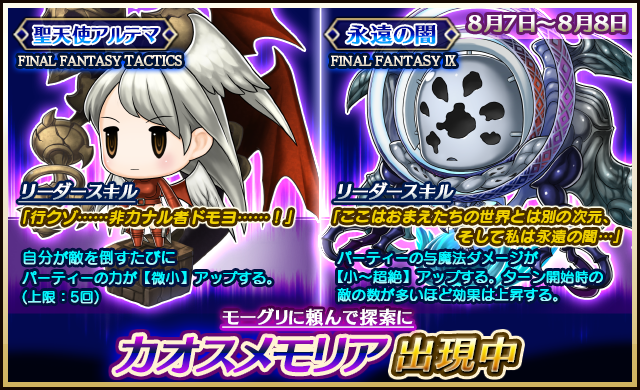 聖天使アルテマ
FINAL FANTASY TACTICS
リーダースキル
「行クゾ……非力ナル者ドモヨ……！」
自分が敵を倒すたびに
パーティーの力が【微小】アップする。
(上限：5回)
8月7日～8月8日
永遠の闇
FINAL FANTASY IX
リーダースキル
「ここはおまえたちの世界とは別の次元、
そして私は永遠の闇…」
パーティーの与魔法ダメージが
【小～超絶】アップする。ターン開始時の
敵の数が多いほど効果は上昇する。
モーグリに頼んで探索に
カオスメモリア 出現中